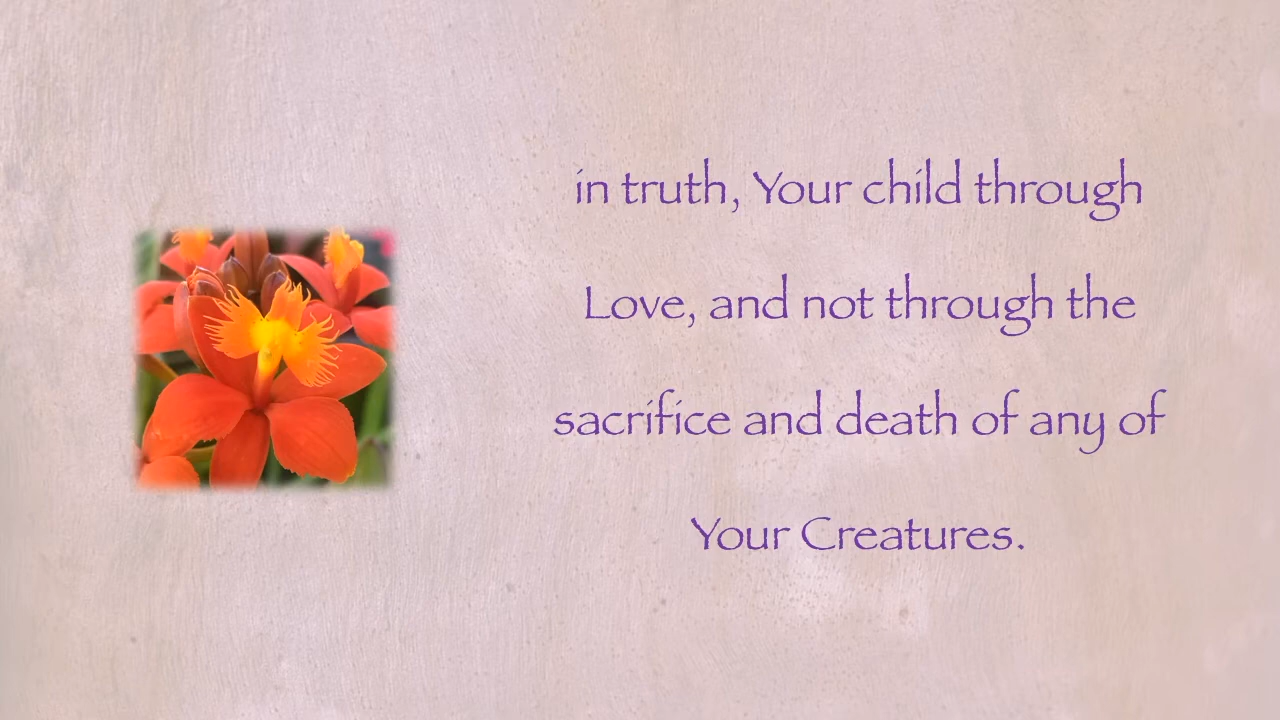 in truth, Your child through
Love, and not through the
sacrifice and death of any of
Your Creatures.